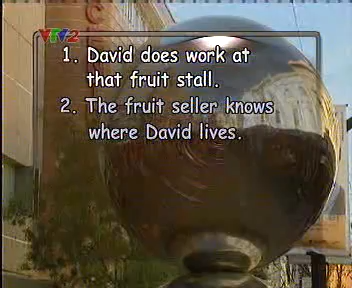 VTV2
1. David does work at
that fruit stall.
2. The fruit seller knows
where David lives.